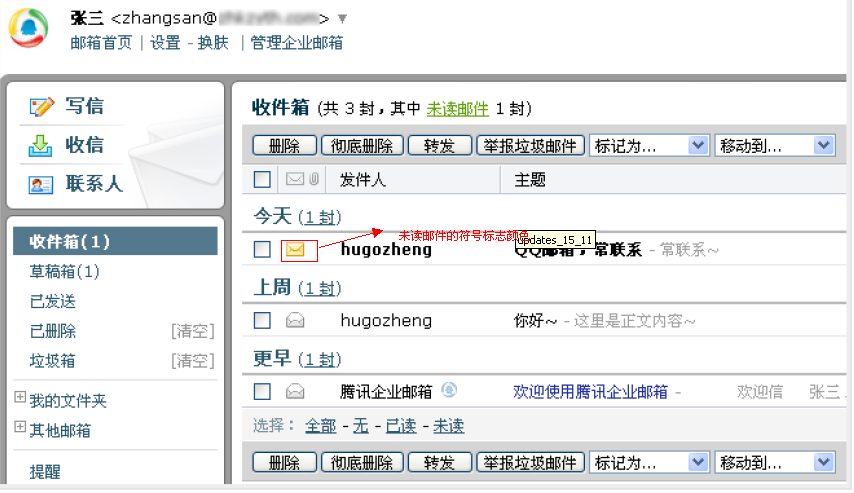 张三 <zhangsan@
邮箱首页 | 设置 - 换肤 | 管理企业邮箱
写信
收信
联系人
收件箱(1)
草稿箱(1)
已发送
已删除 [清空]
垃圾箱 [清空]
我的文件夹
其他邮箱
提醒
收件箱 (共 3 封，其中 未读邮件 1 封)
删除 彻底删除 转发 举报垃圾邮件 标记为... 移动到...
发件人 主题
今天 (1 封)
未读邮件的符号标志颜色
updates_15_11
hugozheng QQ邮箱，常联系 - 常联系~
上周 (1 封)
hugozheng 你好~ - 这里是正文内容~
更早 (1 封)
腾讯企业邮箱 欢迎使用腾讯企业邮箱 - 欢迎信 张三
选择： 全部 - 无 - 已读 - 未读
删除 彻底删除 转发 举报垃圾邮件 标记为... 移动到...